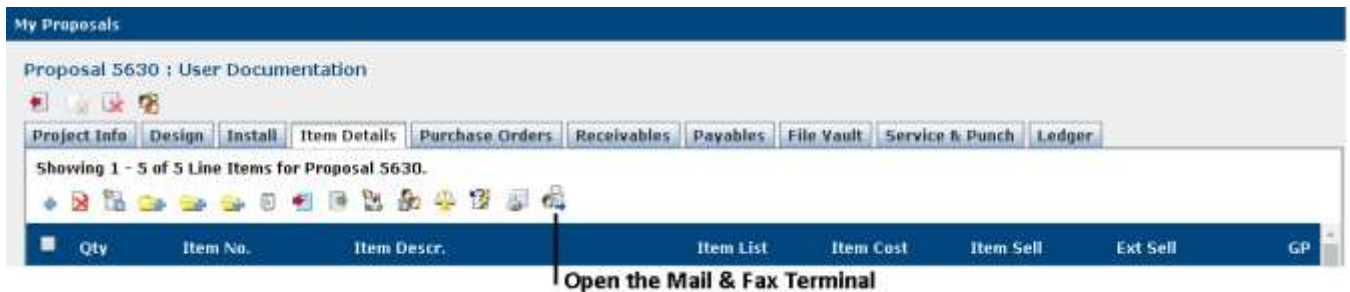 My Proposals
Proposal 5630 : User Documentation
Project Info Design Install Item Details Purchase Orders Receivables Payables File Vault Service & Punch Ledger
Showing 1 - 5 of 5 Line Items for Proposal 5630.
Qty Item No. Item Descr. Item List Item Cost Item Sell Ext Sell GP
Open the Mail & Fax Terminal